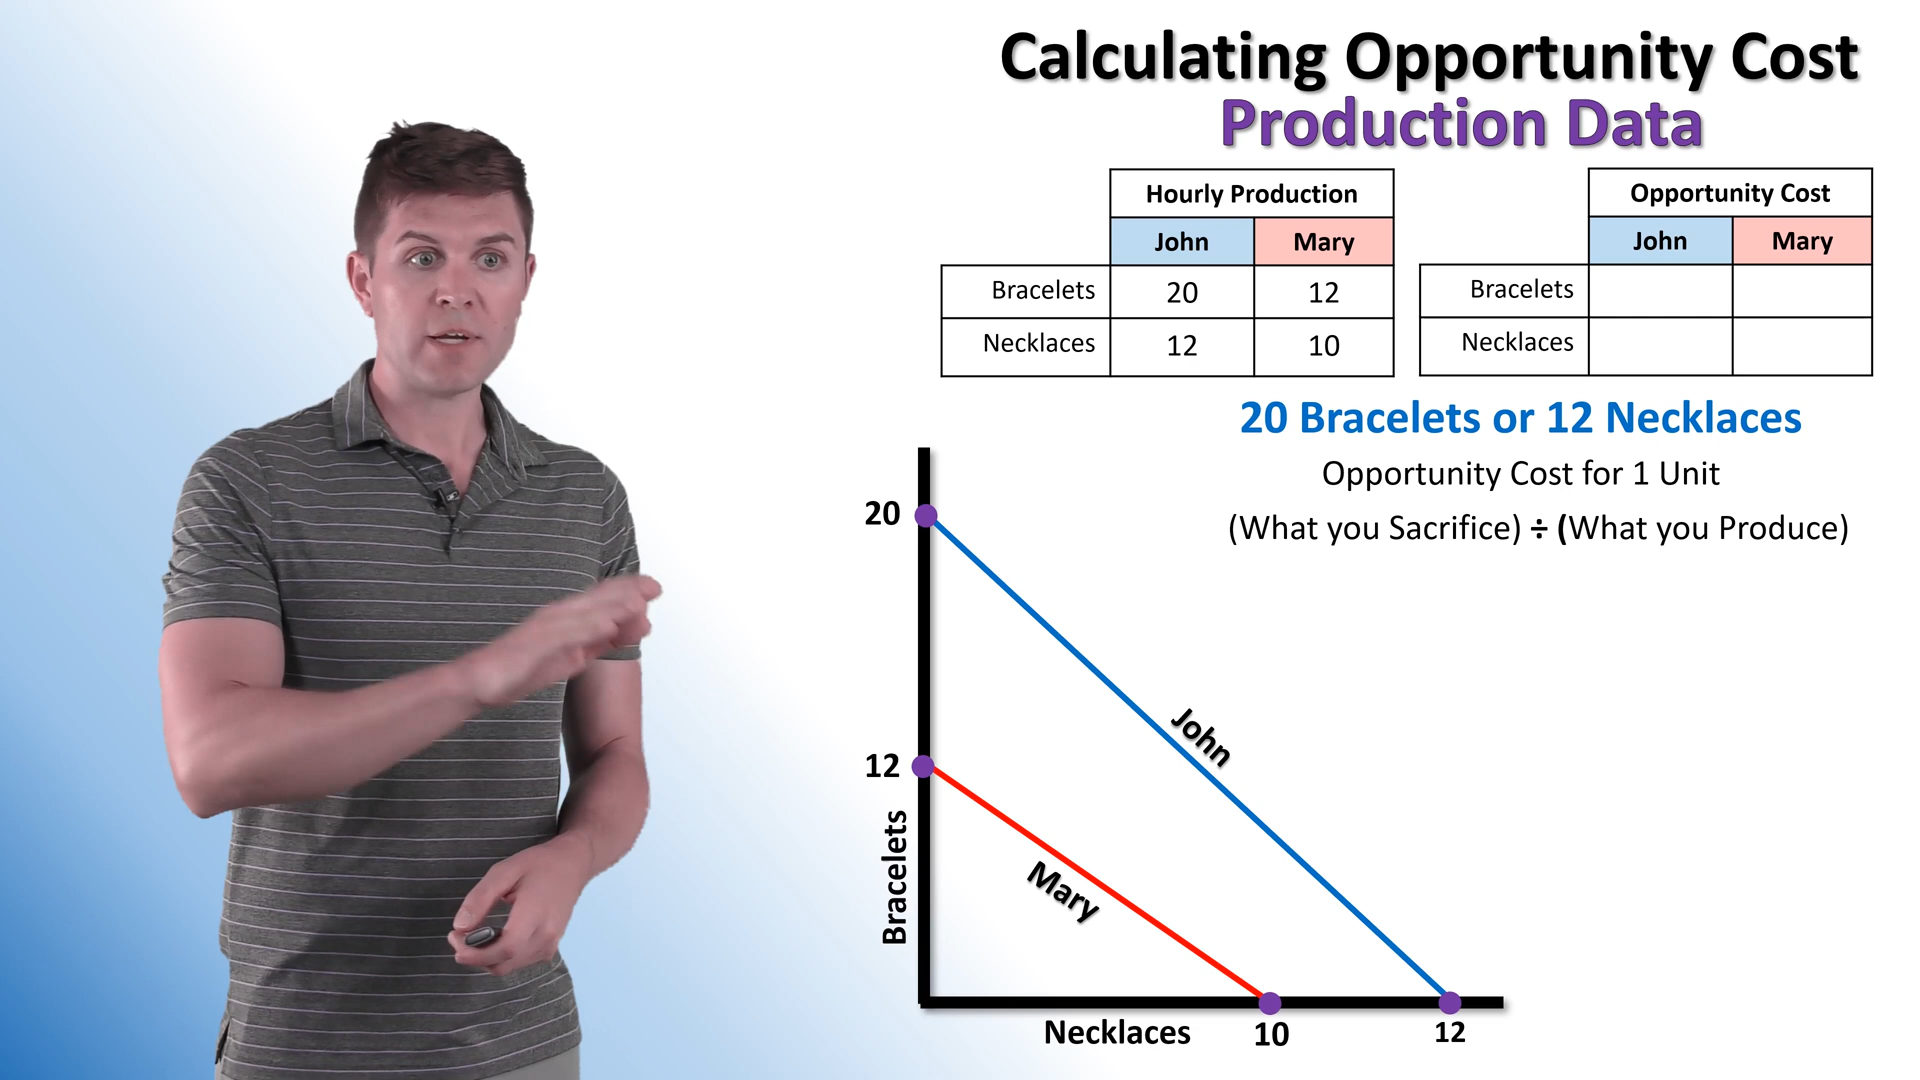 Calculating Opportunity Cost
Production Data
Hourly Production
John Mary
Bracelets 20 12
Necklaces 12 10
Opportunity Cost
John Mary
Bracelets
Necklaces
20 Bracelets or 12 Necklaces
Opportunity Cost for 1 Unit
(What you Sacrifice) ÷ (What you Produce)
20
12
Bracelets
John
Mary
Necklaces
10
12